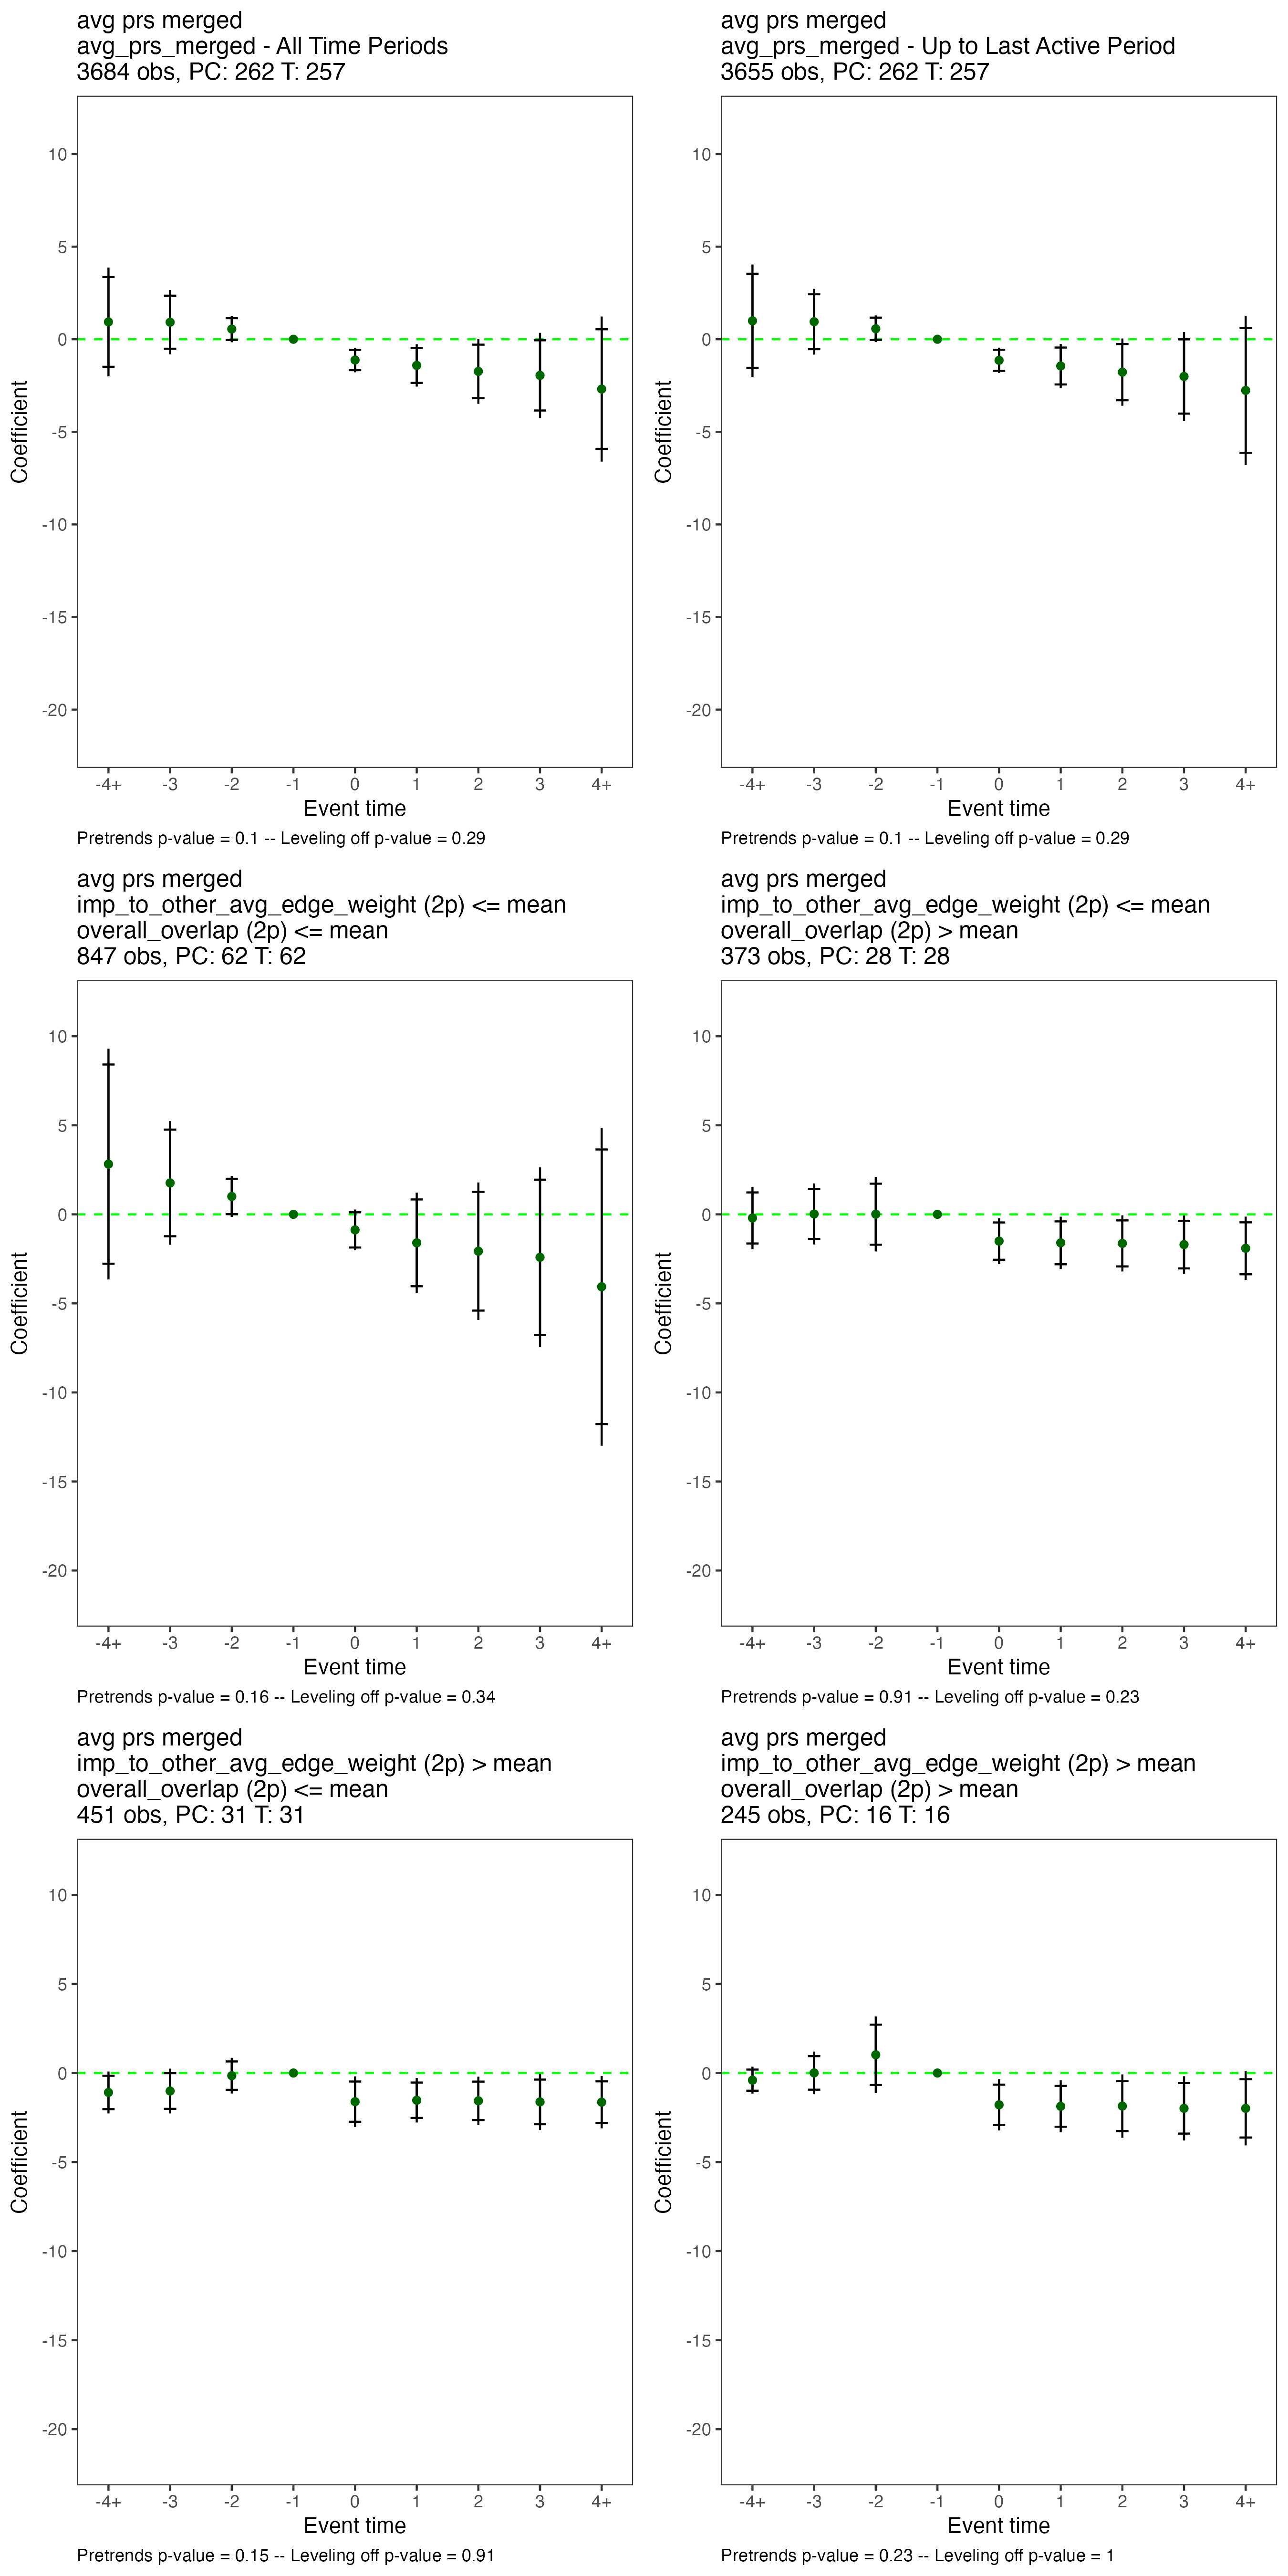 avg prs merged
avg_prs_merged - All Time Periods
3684 obs, PC: 262 T: 257
10
5
0
-5
-10
-15
-20
Coefficient
-4+ -3 -2 -1 0 1 2 3 4+
Event time
Pretrends p-value = 0.1 -- Leveling off p-value = 0.29
avg prs merged
avg_prs_merged - Up to Last Active Period
3655 obs, PC: 262 T: 257
10
5
0
-5
-10
-15
-20
Coefficient
-4+ -3 -2 -1 0 1 2 3 4+
Event time
Pretrends p-value = 0.1 -- Leveling off p-value = 0.29
avg prs merged
imp_to_other_avg_edge_weight (2p) <= mean
overall_overlap (2p) <= mean
847 obs, PC: 62 T: 62
10
5
0
-5
-10
-15
-20
Coefficient
-4+ -3 -2 -1 0 1 2 3 4+
Event time
Pretrends p-value = 0.16 -- Leveling off p-value = 0.34
avg prs merged
imp_to_other_avg_edge_weight (2p) <= mean
overall_overlap (2p) > mean
373 obs, PC: 28 T: 28
10
5
0
-5
-10
-15
-20
Coefficient
-4+ -3 -2 -1 0 1 2 3 4+
Event time
Pretrends p-value = 0.91 -- Leveling off p-value = 0.23
avg prs merged
imp_to_other_avg_edge_weight (2p) > mean
overall_overlap (2p) <= mean
451 obs, PC: 31 T: 31
10
5
0
-5
-10
-15
-20
Coefficient
-4+ -3 -2 -1 0 1 2 3 4+
Event time
Pretrends p-value = 0.15 -- Leveling off p-value = 0.91
avg prs merged
imp_to_other_avg_edge_weight (2p) > mean
overall_overlap (2p) > mean
245 obs, PC: 16 T: 16
10
5
0
-5
-10
-15
-20
Coefficient
-4+ -3 -2 -1 0 1 2 3 4+
Event time
Pretrends p-value = 0.23 -- Leveling off p-value = 1